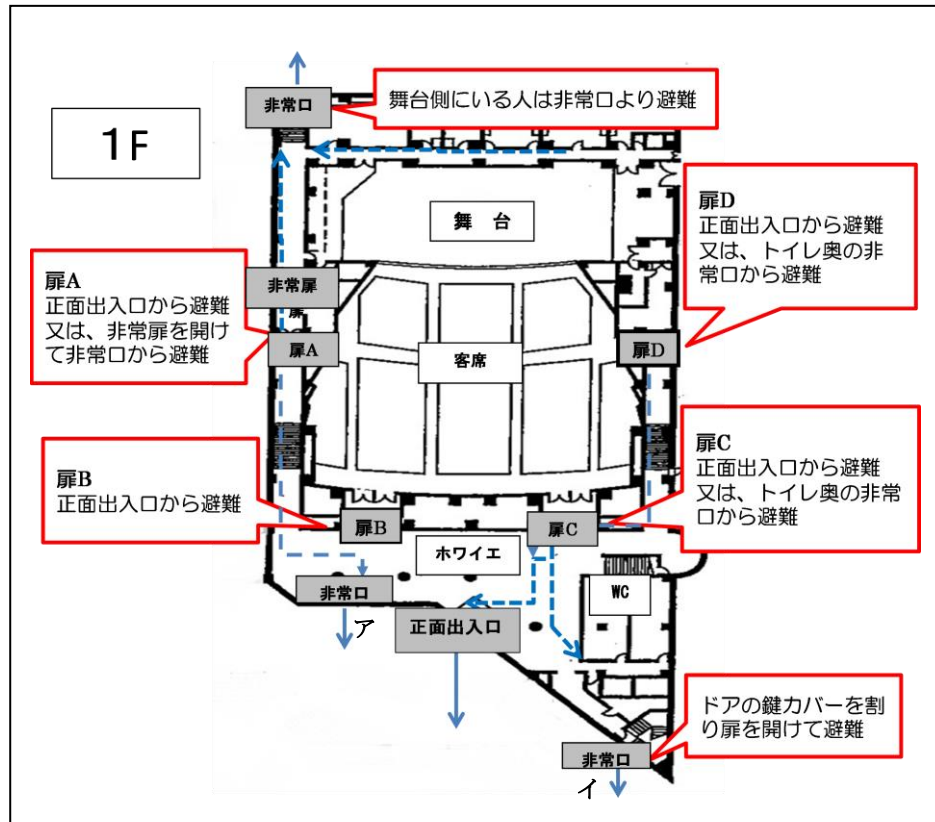 非常口
舞台側にいる人は非常口より避難
1F
舞 台
扉D
正面出入口から避難
又は、トイレ奥の非
常口から避難
扉A
正面出入口から避難
又は、非常扉を開け
て非常口から避難
非常扉
扉
扉A
客席
扉D
扉B
正面出入口から避難
扉C
正面出入口から避難
又は、トイレ奥の非常
口から避難
扉B
扉C
ホワイエ
WC
非常口
ア
正面出入口
ドアの鍵カバーを割
り扉を開けて避難
非常口
イ